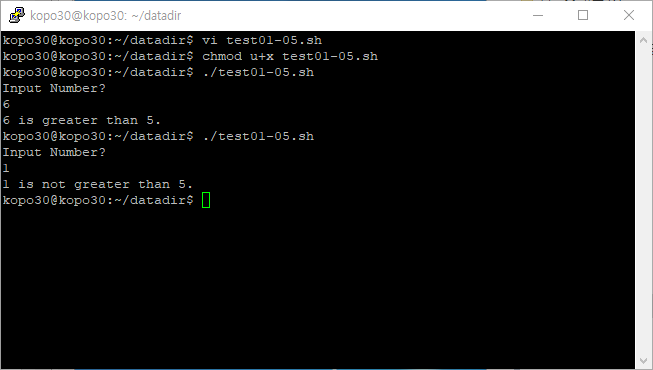 kopo30@kopo30: ~/datadir
kopo30@kopo30:~/datadir$ vi test01-05.sh
kopo30@kopo30:~/datadir$ chmod u+x test01-05.sh
kopo30@kopo30:~/datadir$ ./test01-05.sh
Input Number?
6
6 is greater than 5.
kopo30@kopo30:~/datadir$ ./test01-05.sh
Input Number?
1
1 is not greater than 5.
kopo30@kopo30:~/datadir$